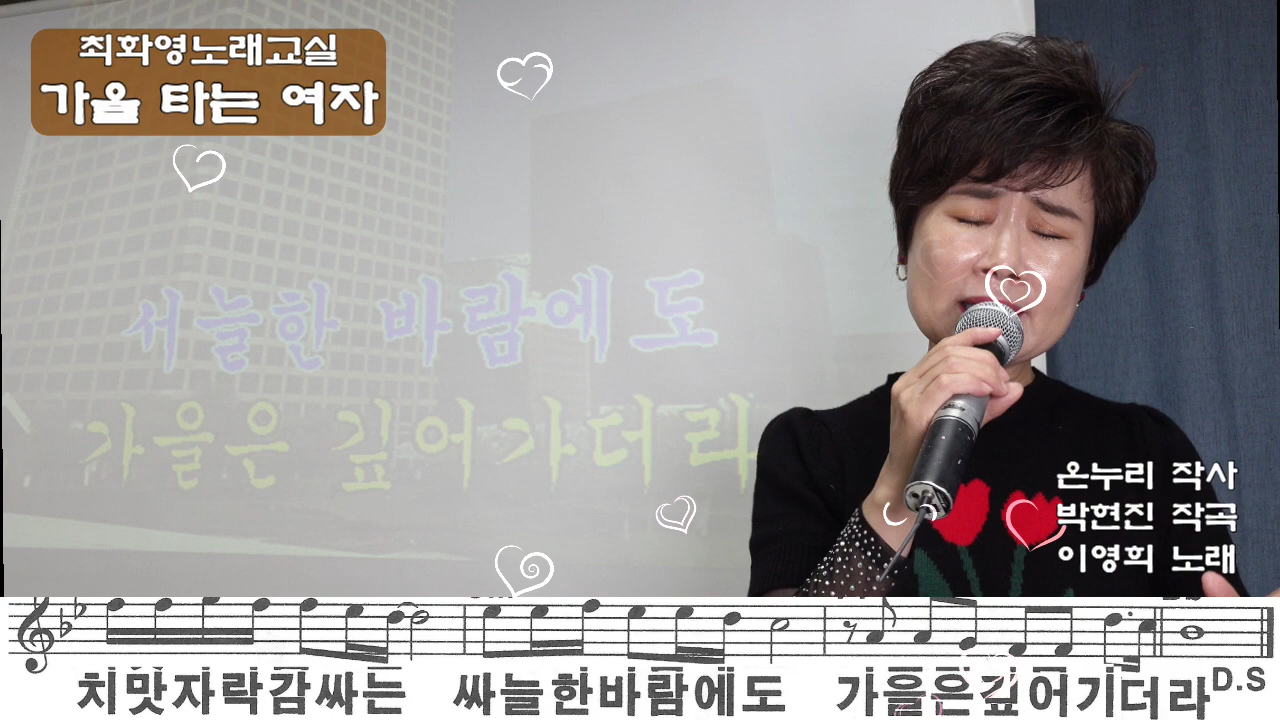 최화영노래교실
가을 타는 여자
서늘한 바람에도
가을은 깊어가더라
온누리 작사
박현진 작곡
이영희 노래
치맛자락감싸는 싸늘한바람에도 가을은깊어기더라 D.S